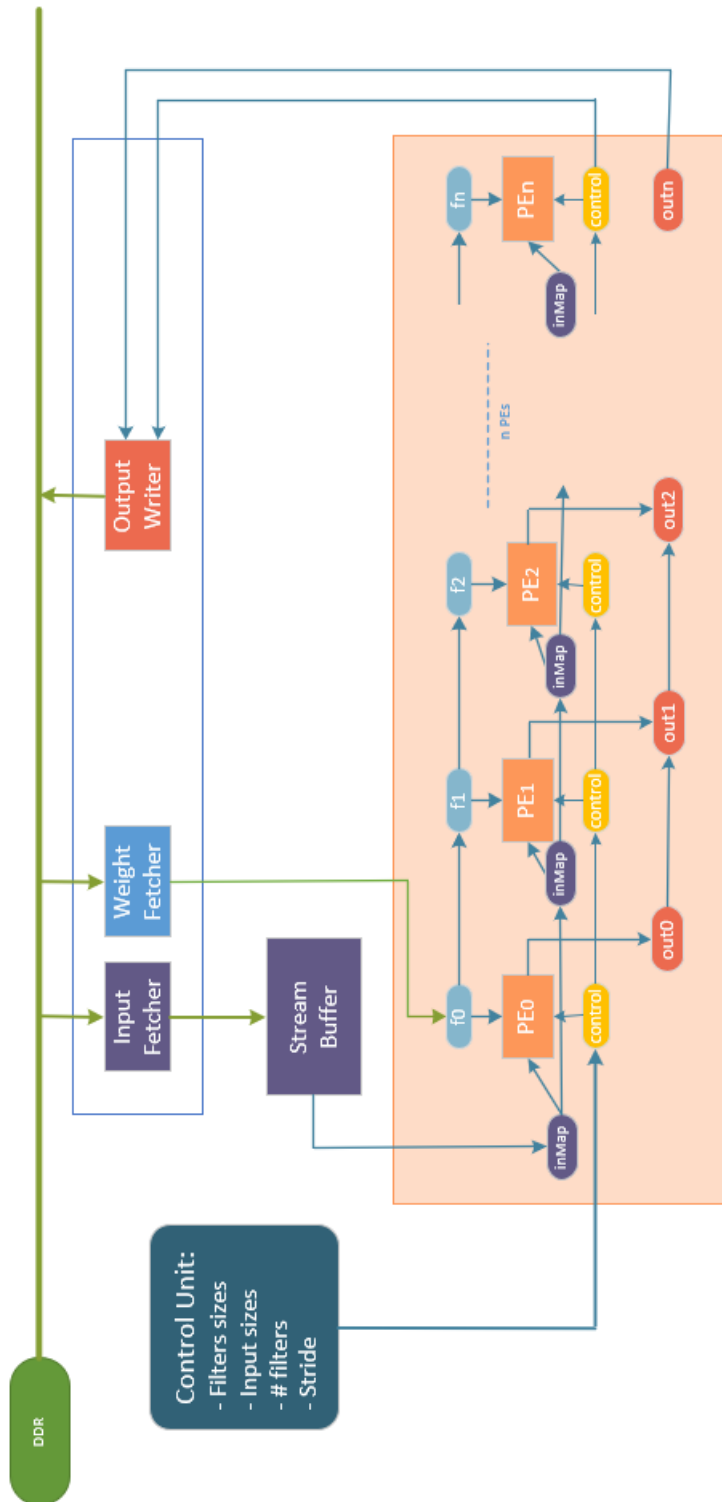 DDR
Control Unit:
- Filters sizes
- Input sizes
- # filters
- Stride
Input
Fetcher
Weight
Fetcher
Output
Writer
Stream
Buffer
f0
f1
f2
fn
PE0
PE1
PE2
PEn
n PEs
inMap
inMap
inMap
inMap
control
control
control
control
out0
out1
out2
outn